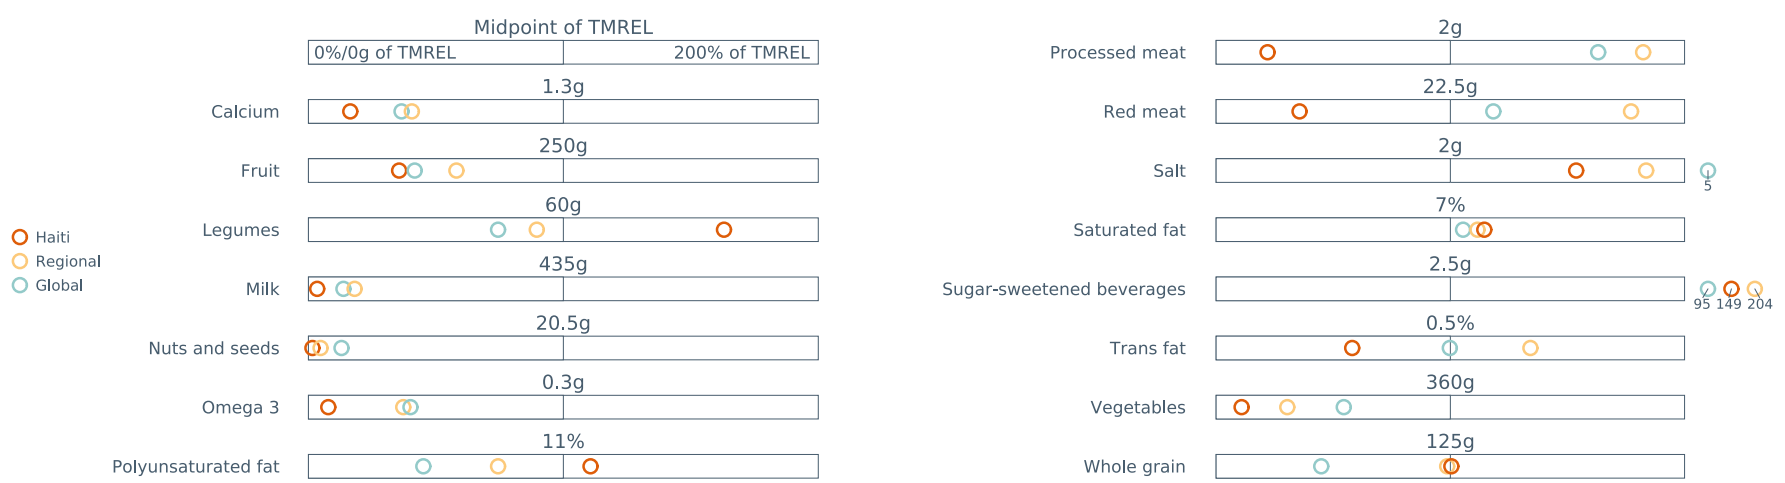 Midpoint of TMREL
0%/0g of TMREL
200% of TMREL
1.3g
Calcium
250g
Fruit
60g
Legumes
435g
Milk
20.5g
Nuts and seeds
0.3g
Omega 3
11%
Polyunsaturated fat
Haiti
Regional
Global
2g
Processed meat
22.5g
Red meat
2g
Salt
5
7%
Saturated fat
2.5g
Sugar-sweetened beverages
95 149 204
0.5%
Trans fat
360g
Vegetables
125g
Whole grain